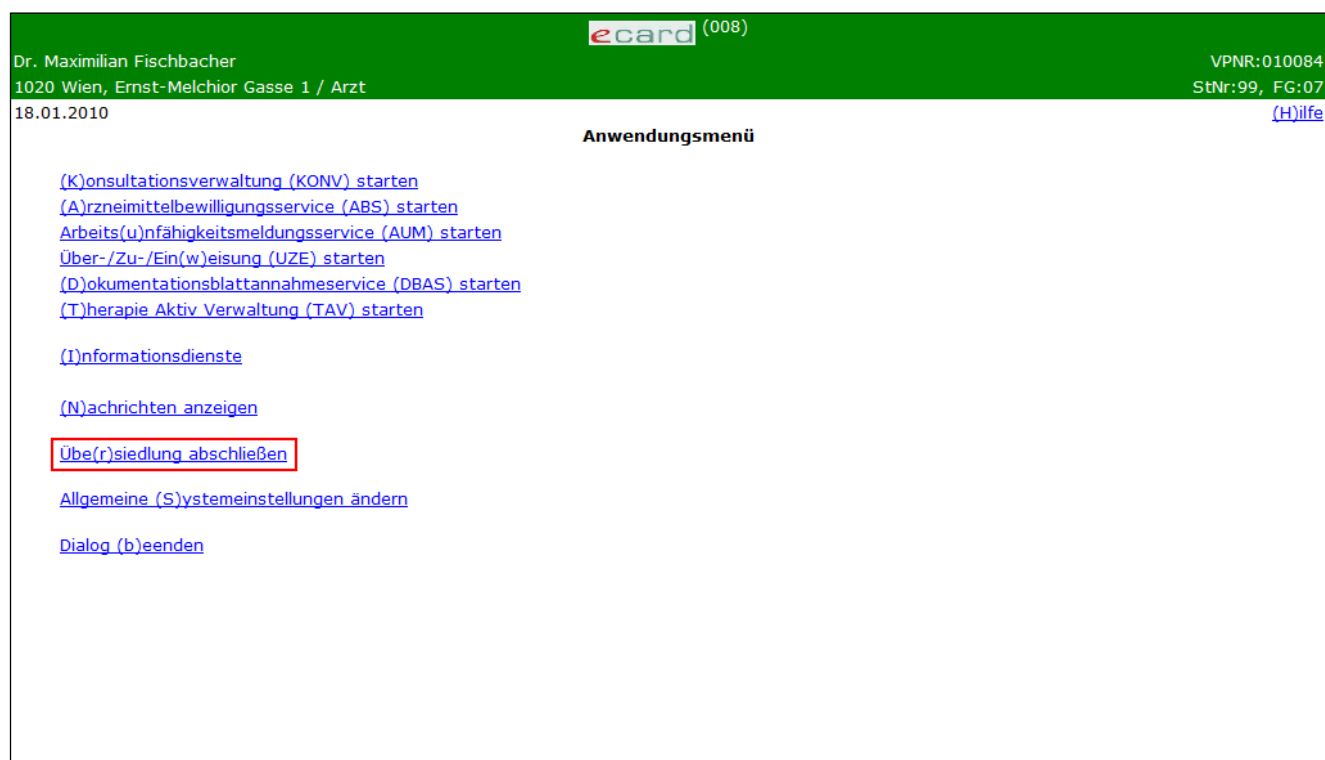 ecard (008)
Dr. Maximilian Fischbacher VPNR:010084
1020 Wien, Ernst-Melchior Gasse 1 / Arzt StNr:99, FG:07
18.01.2010 (H)ilfe
Anwendungsmenü
(K)onsultationsverwaltung (KONV) starten
(A)rzneimittelbewilligungsservice (ABS) starten
Arbeits(u)nfähigkeitsmeldungsservice (AUM) starten
Über-/Zu-/Ein(w)eisung (UZE) starten
(D)okumentationsblattannahmeservice (DBAS) starten
(T)herapie Aktiv Verwaltung (TAV) starten
(I)nformationsdienste
(N)achrichten anzeigen
Übe(r)siedlung abschließen
Allgemeine (S)ystemeinstellungen ändern
Dialog (b)eenden